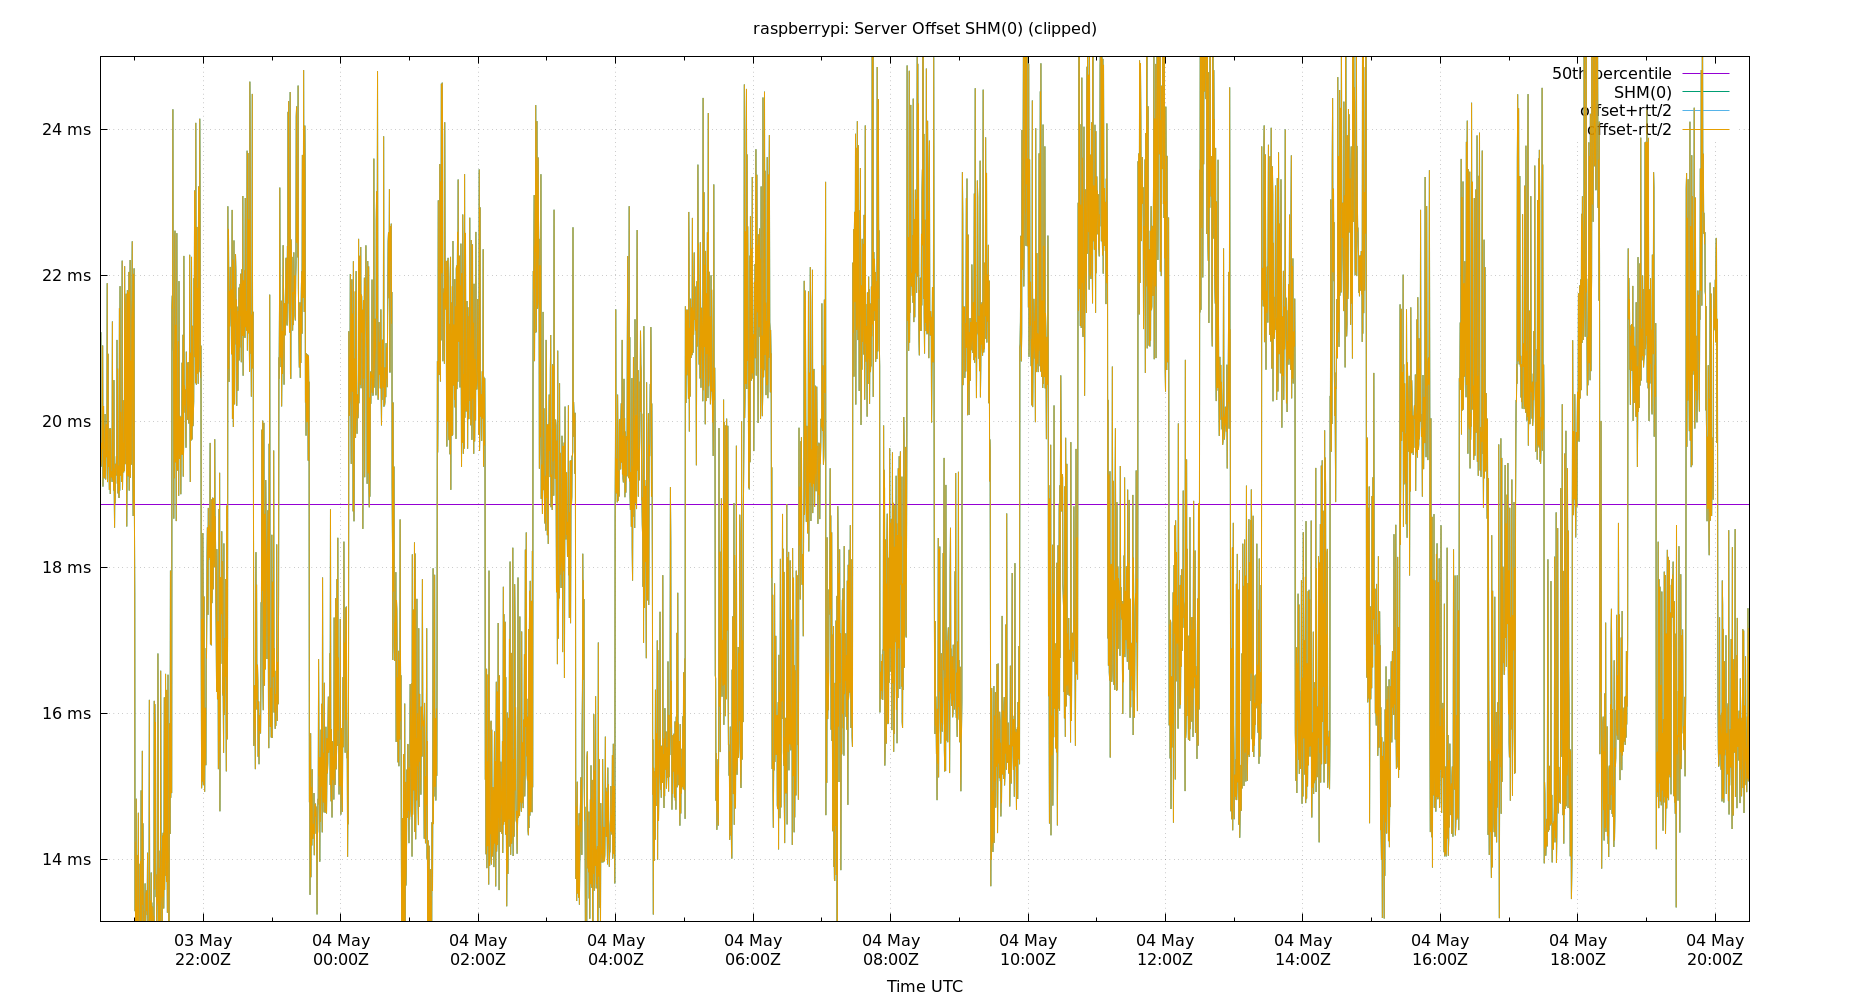 raspberrypi: Server Offset SHM(0) (clipped)
50th percentile
SHM(0)
offset+rtt/2
offset-rtt/2
24 ms
22 ms
20 ms
18 ms
16 ms
14 ms
03 May 04 May 04 May 04 May 04 May 04 May 04 May 04 May 04 May 04 May 04 May 04 May
22:00Z 00:00Z 02:00Z 04:00Z 06:00Z 08:00Z 10:00Z 12:00Z 14:00Z 16:00Z 18:00Z 20:00Z
Time UTC